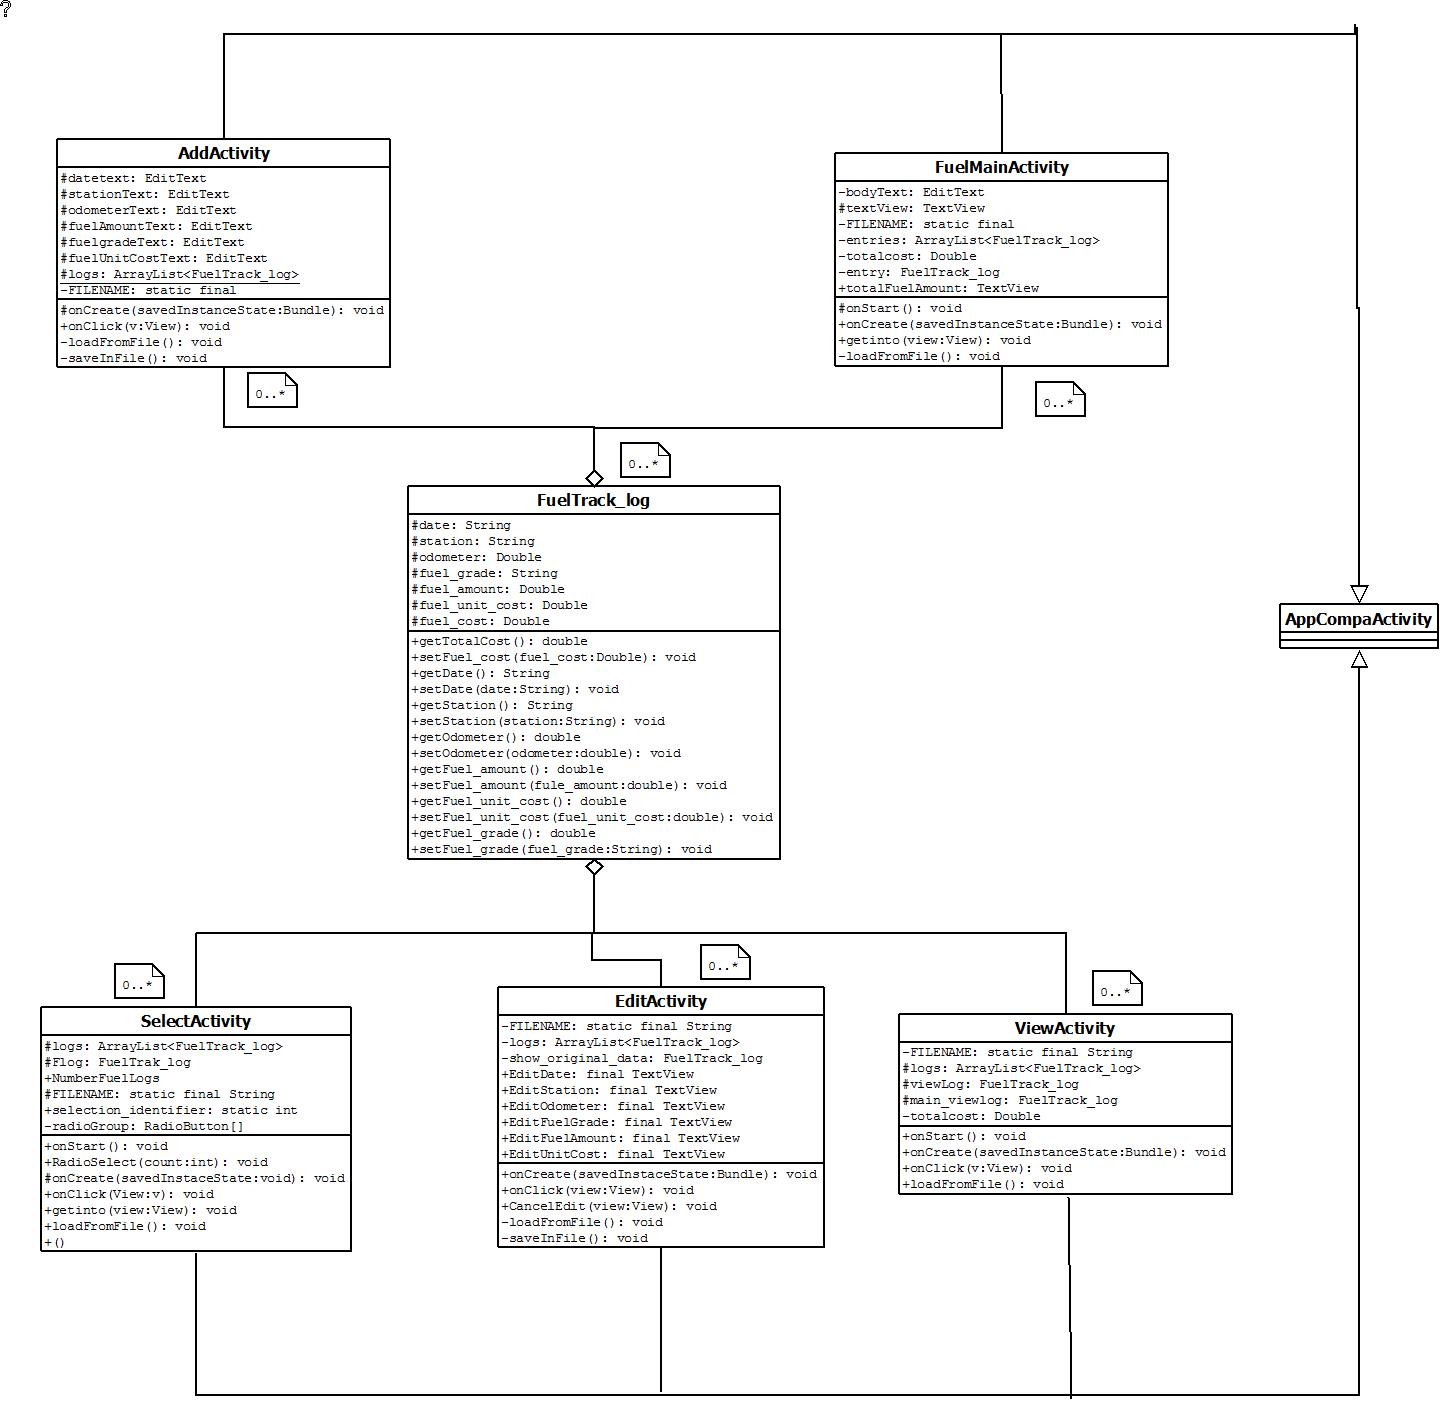 ?
AddActivity
#datetext: EditText
#stationText: EditText
#odometerText: EditText
#fuelAmountText: EditText
#fuelgradeText: EditText
#fuelUnitCostText: EditText
#logs: ArrayList<FuelTrack_log>
-FILENAME: static final
#onCreate(savedInstanceState:Bundle): void
+onClick(v:View): void
-loadFromFile(): void
-saveInFile(): void
0..*
FuelMainActivity
-bodyText: EditText
#textView: TextView
-FILENAME: static final
-entries: ArrayList<FuelTrack_log>
-totalcost: Double
-entry: FuelTrack_log
+totalFuelAmount: TextView
#onStart(): void
+onCreate(savedInstanceState:Bundle): void
+getinto(view:View): void
-loadFromFile(): void
0..*
0..*
FuelTrack_log
#date: String
#station: String
#odometer: Double
#fuel_grade: String
#fuel_amount: Double
#fuel_unit_cost: Double
#fuel_cost: Double
+getTotalCost(): double
+setFuel_cost(fuel_cost:Double): void
+getDate(): String
+setDate(date:String): void
+getStation(): String
+setStation(station:String): void
+getOdometer(): double
+setOdometer(odometer:double): void
+getFuel_amount(): double
+setFuel_amount(fule_amount:double): void
+getFuel_unit_cost(): double
+setFuel_unit_cost(fuel_unit_cost:double): void
+getFuel_grade(): double
+setFuel_grade(fuel_grade:String): void
AppCompaActivity
0..*
SelectActivity
#logs: ArrayList<FuelTrack_log>
#Flog: FuelTrak_log
+NumberFuelLogs
#FILENAME: static final String
+selection_identifier: static int
-radioGroup: RadioButton[]
+onStart(): void
+RadioSelect(count:int): void
#onCreate(savedInstaceState:void): void
+onClick(View:v): void
+getinto(view:View): void
+loadFromFile(): void
+()
0..*
EditActivity
-FILENAME: static final String
-logs: ArrayList<FuelTrack_log>
-show_original_data: FuelTrack_log
+EditDate: final TextView
+EditStation: final TextView
+EditOdometer: final TextView
+EditFuelGrade: final TextView
+EditFuelAmount: final TextView
+EditUnitCost: final TextView
+onCreate(savedInstaceState:Bundle): void
+onClick(view:View): void
+CancelEdit(view:View): void
-loadFromFile(): void
-saveInFile(): void
0..*
ViewActivity
-FILENAME: static final String
#logs: ArrayList<FuelTrack_log>
#viewLog: FuelTrack_log
#main_viewlog: FuelTrack_log
-totalcost: Double
+onStart(): void
+onCreate(savedInstanceState:Bundle): void
+onClick(v:View): void
+loadFromFile(): void